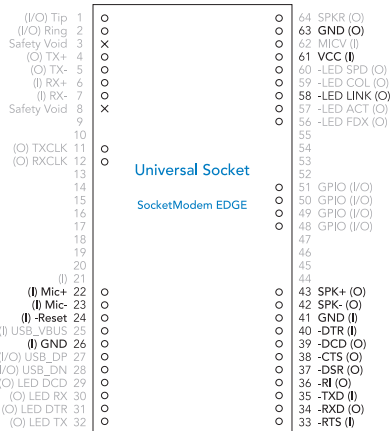 (I/O) Tip 1
(I/O) Ring 2
Safety Void 3
(O) TX+ 4
(O) TX- 5
(I) RX+ 6
(I) RX- 7
Safety Void 8
9
10
(O) TXCLK 11
(O) RXCLK 12
13
14
15
16
17
18
19
20
(I) 21
(I) Mic+ 22
(I) Mic- 23
(I) -Reset 24
(I) USB_VBUS 25
(I) GND 26
(I/O) USB_DP 27
(I/O) USB_DN 28
(O) LED DCD 29
(O) LED RX 30
(O) LED DTR 31
(O) LED TX 32
Universal Socket
SocketModem EDGE
64 SPKR (O)
63 GND (O)
62 MICV (I)
61 VCC (I)
60 -LED SPD (O)
59 -LED COL (O)
58 -LED LINK (O)
57 -LED ACT (O)
56 -LED FDX (O)
55
54
53
52
51 GPIO (I/O)
50 GPIO (I/O)
49 GPIO (I/O)
48 GPIO (I/O)
47
46
45
44
43 SPK+ (O)
42 SPK- (O)
41 GND (I)
40 -DTR (I)
39 -DCD (O)
38 -CTS (O)
37 -DSR (O)
36 -RI (O)
35 -TXD (I)
34 -RXD (O)
33 -RTS (I)